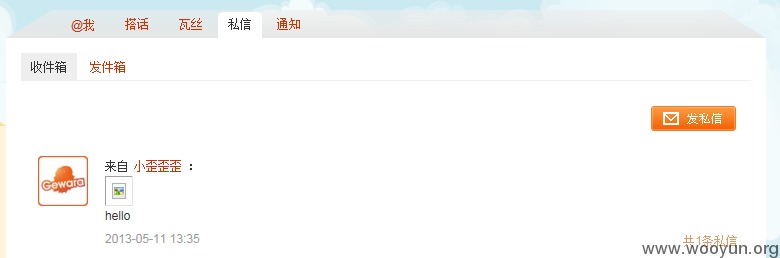 @我 搭话 瓦丝 私信 通知
收件箱 发件箱
发私信
Gewara
来自 小歪歪歪 ：
hello
2013-05-11 13:35
共1条私信
www.wooyun.org